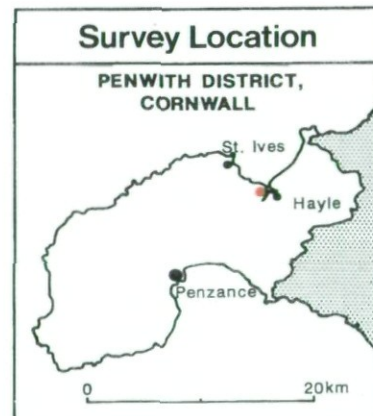 Survey Location
PENWITH DISTRICT,
CORNWALL
St. Ives
Hayle
Penzance
0 20km